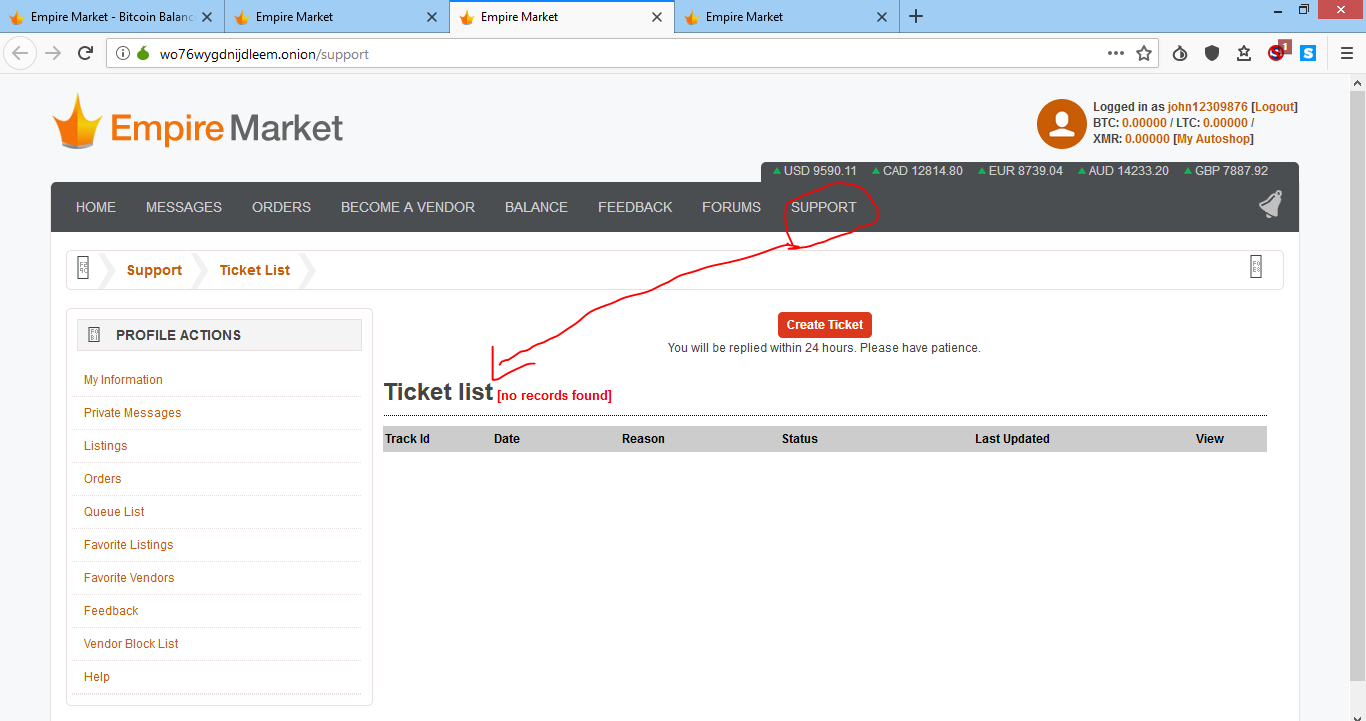 Empire Market - Bitcoin Balanc
Empire Market
Empire Market
Empire Market
wo76wygdnijdleem.onion/support
1
S
S
Empire Market
Logged in as john12309876 [Logout]
BTC: 0.00000 / LTC: 0.00000 /
XMR: 0.00000 [My Autoshop]
USD 9590.11 CAD 12814.80 EUR 8739.04 AUD 14233.20 GBP 7887.92
HOME MESSAGES ORDERS BECOME A VENDOR BALANCE FEEDBACK FORUMS SUPPORT
Support Ticket List
PROFILE ACTIONS
My Information
Private Messages
Listings
Orders
Queue List
Favorite Listings
Favorite Vendors
Feedback
Vendor Block List
Help
Create Ticket
You will be replied within 24 hours. Please have patience.
Ticket list [no records found]
Track Id Date Reason Status Last Updated View